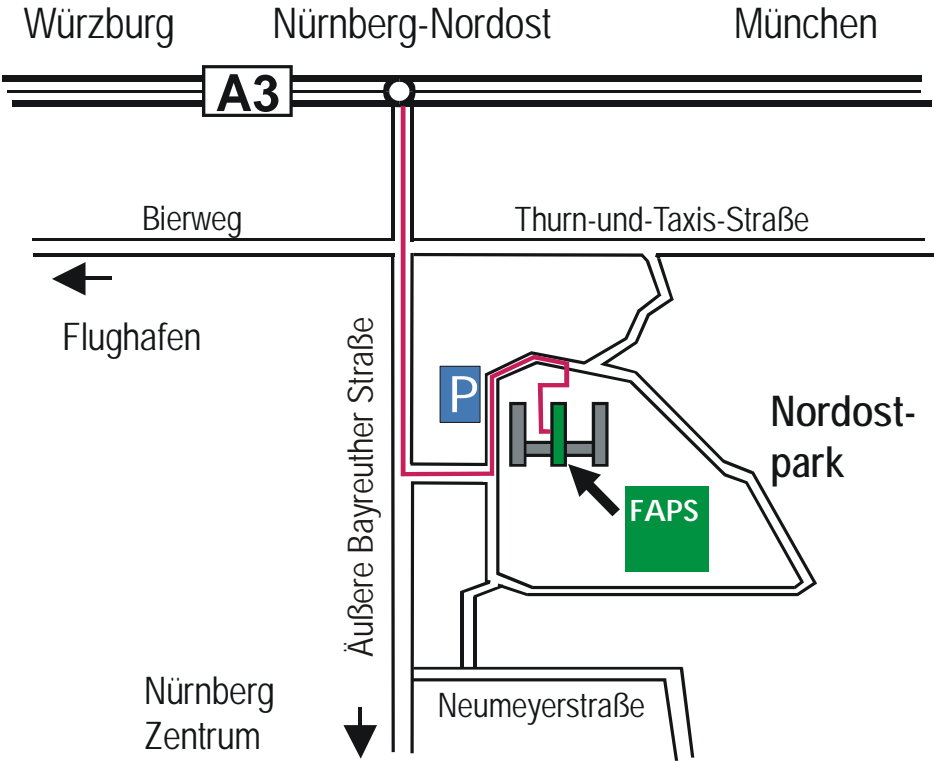 Würzburg
Nürnberg-Nordost
München
A3
Bierweg
Thurn-und-Taxis-Straße
Flughafen
Äußere Bayreuther Straße
P
Nordost-
park
FAPS
Nürnberg
Zentrum
Neumeyerstraße